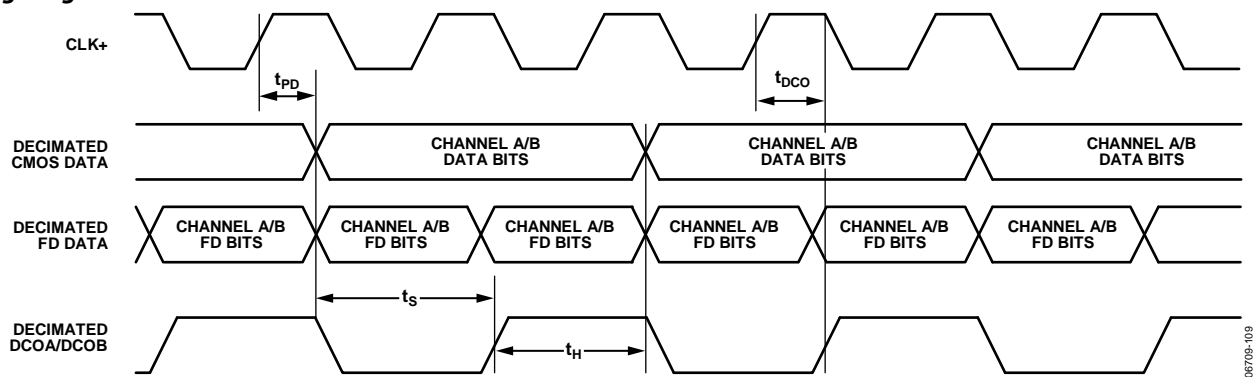 CLK+
tPD
tDCO
DECIMATED
CMOS DATA
CHANNEL A/B
DATA BITS
CHANNEL A/B
DATA BITS
CHANNEL A/B
DATA BITS
DECIMATED
FD DATA
CHANNEL A/B
FD BITS
CHANNEL A/B
FD BITS
CHANNEL A/B
FD BITS
CHANNEL A/B
FD BITS
CHANNEL A/B
FD BITS
CHANNEL A/B
FD BITS
tS
DECIMATED
DCOA/DCOB
tH
06709-109